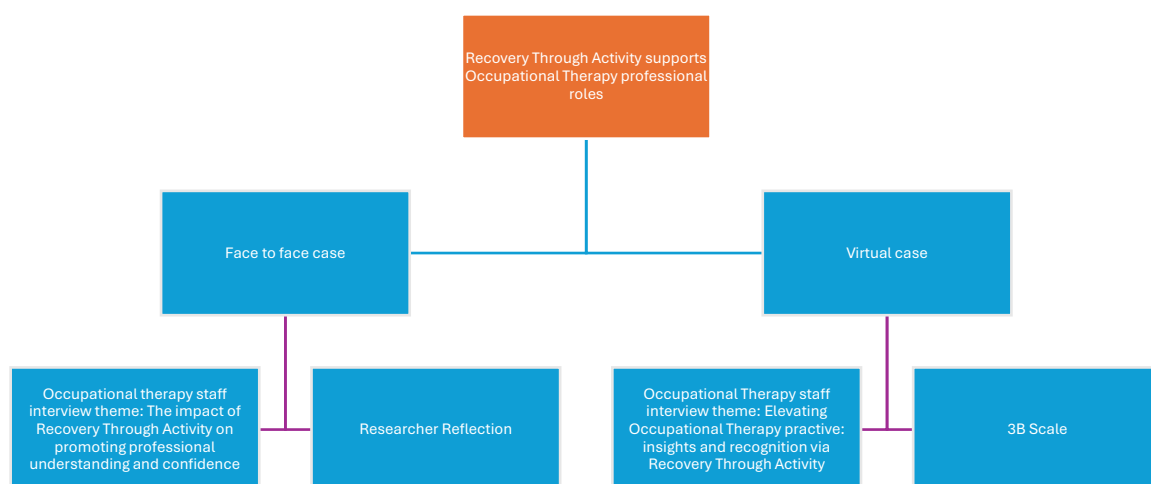 Recovery Through Activity supports
Occupational Therapy professional
roles
Face to face case
Virtual case
Occupational therapy staff
interview theme: The impact of
Recovery Through Activity on
promoting professional
understanding and confidence
Researcher Reflection
Occupational Therapy staff
interview theme: Elevating
Occupational Therapy practive:
insights and recognition via
Recovery Through Activity
3B Scale